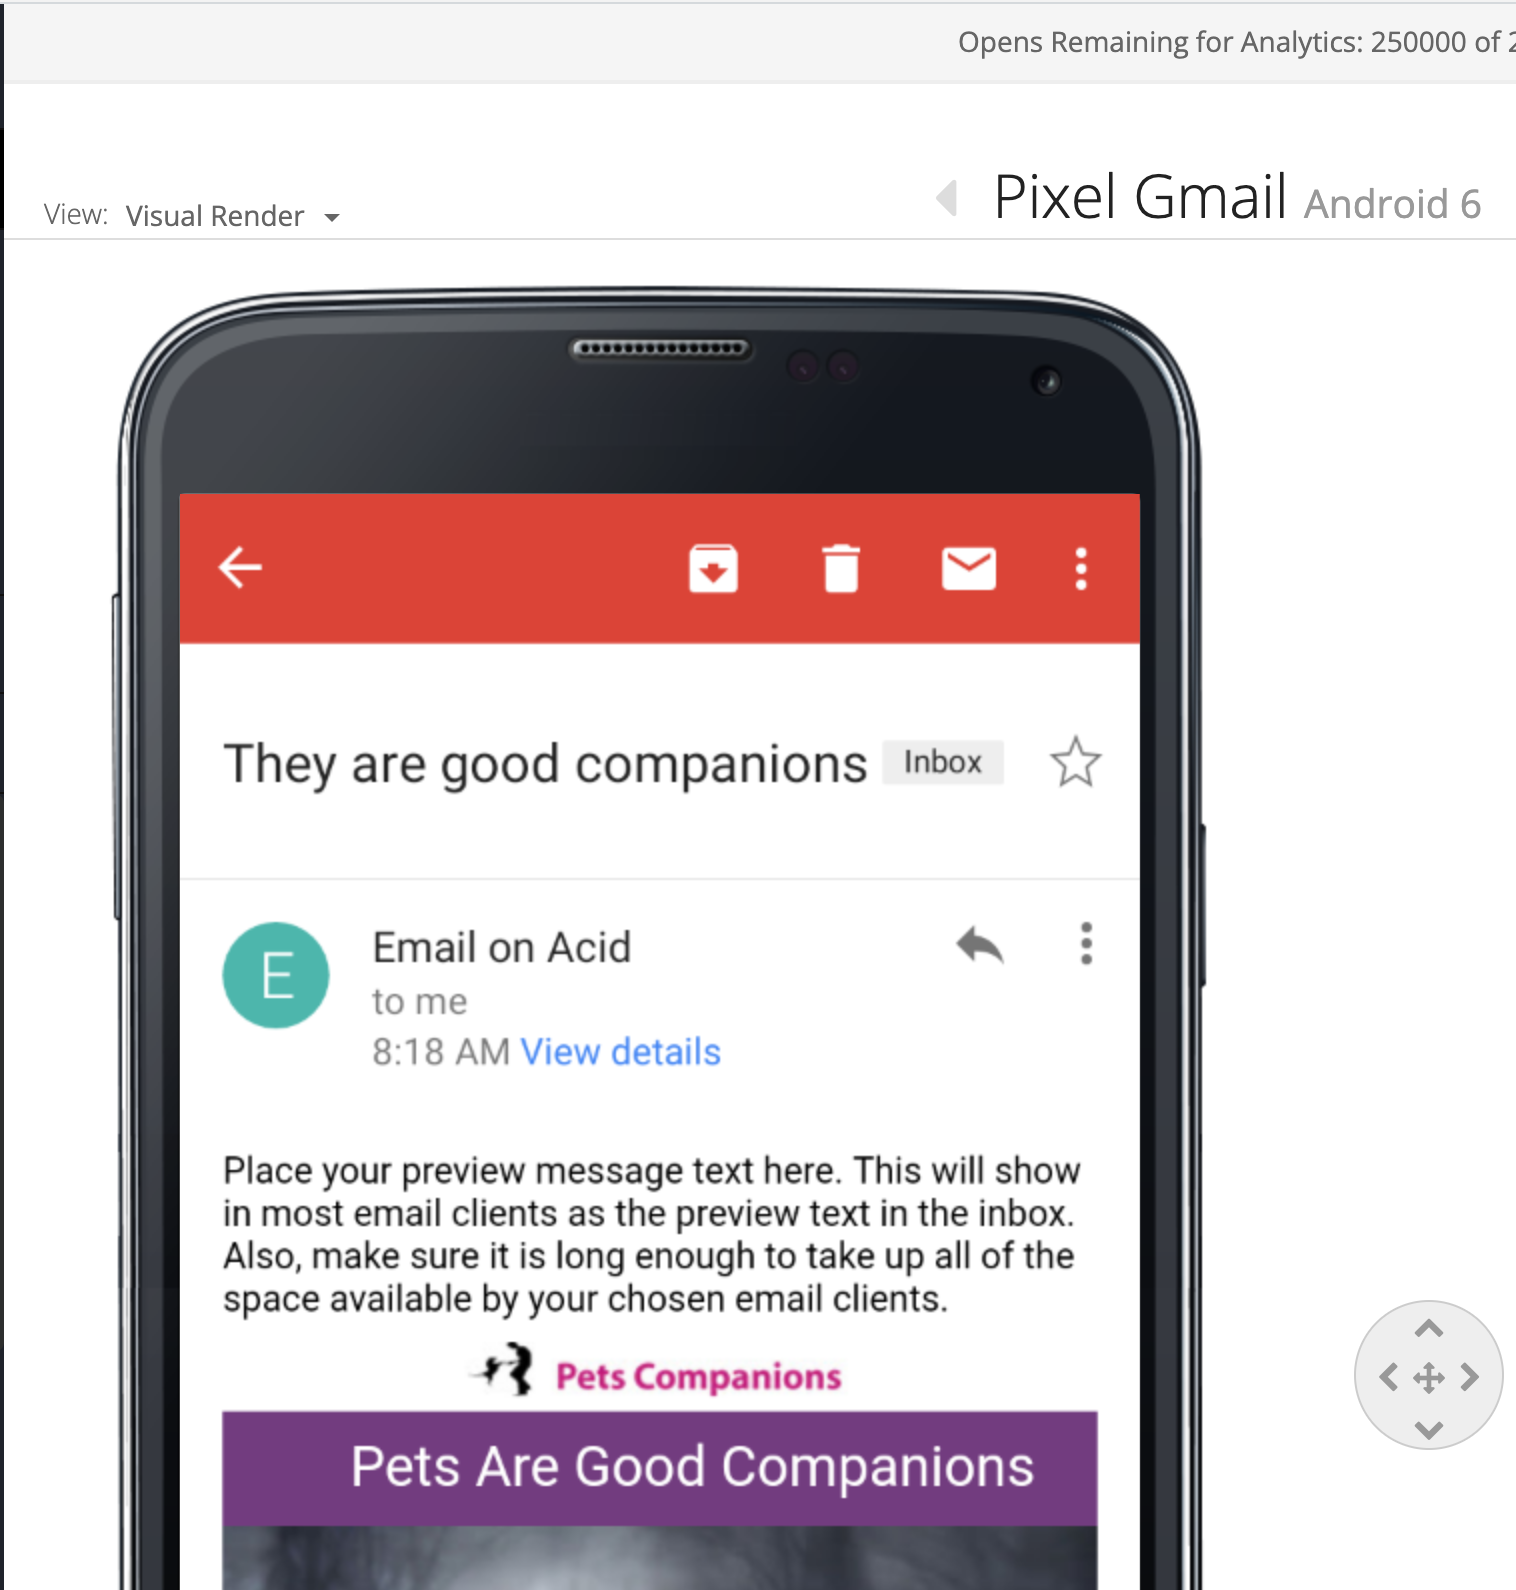 Opens Remaining for Analytics: 250000 of
View: Visual Render
Pixel Gmail Android 6
They are good companions Inbox
E
Email on Acid
to me
8:18 AM View details
Place your preview message text here. This will show
in most email clients as the preview text in the inbox.
Also, make sure it is long enough to take up all of the
space available by your chosen email clients.
Pets Companions
Pets Are Good Companions